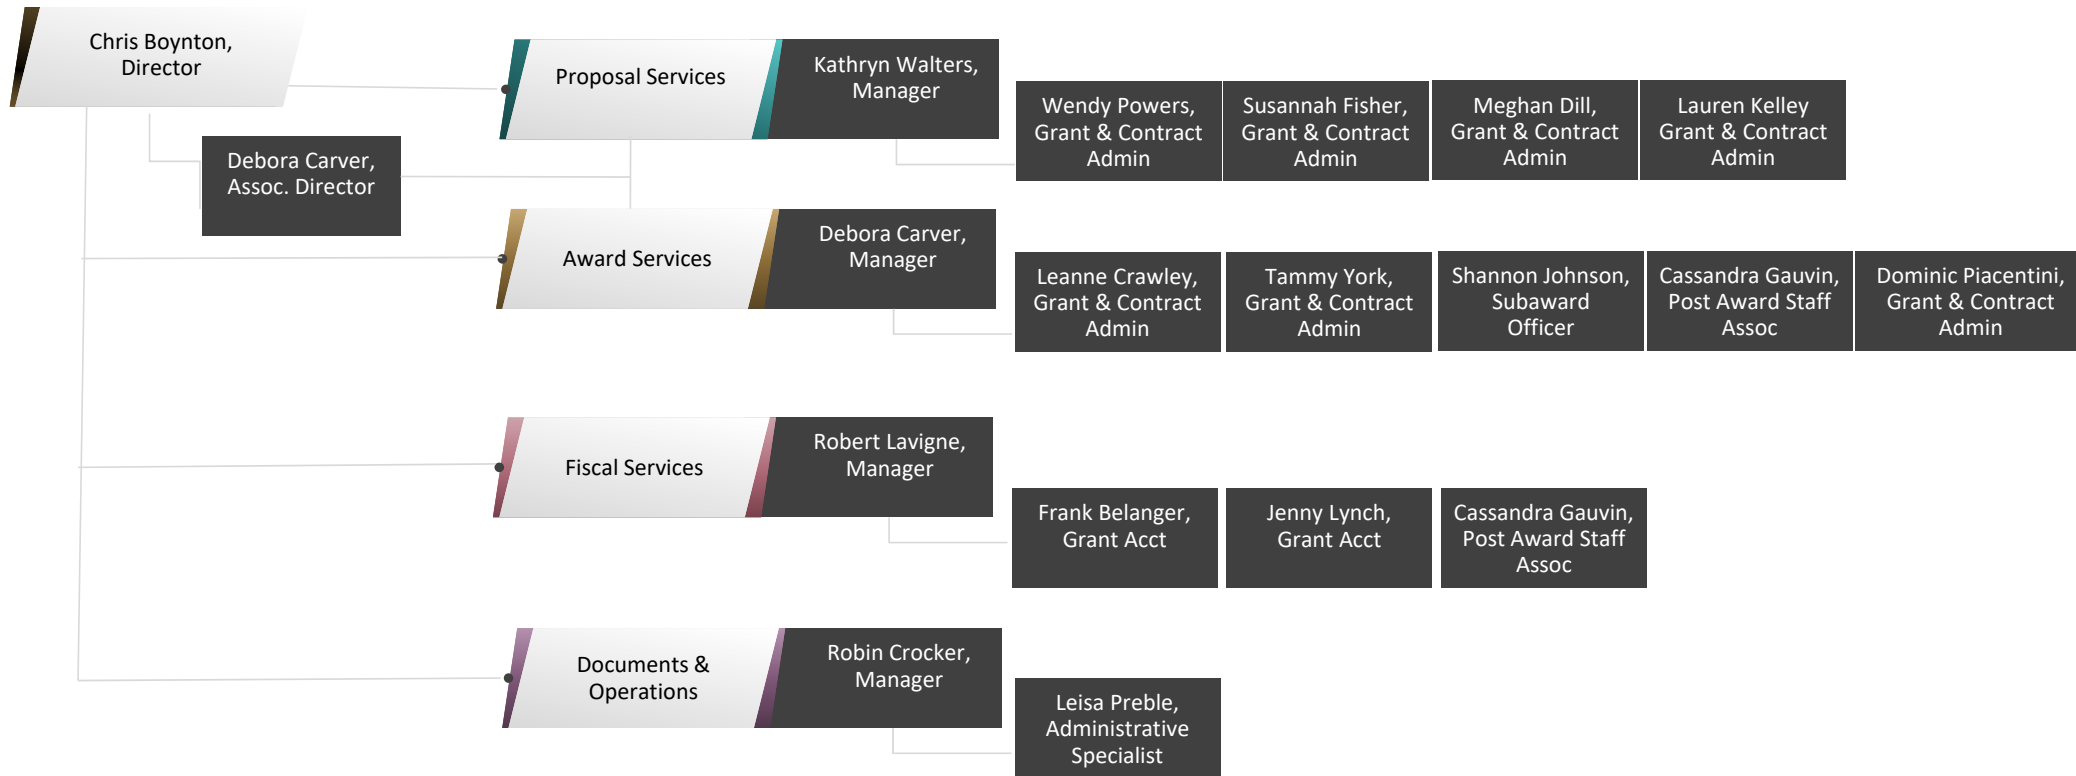 Chris Boynton,
Director
Debora Carver,
Assoc. Director
Proposal Services
Kathryn Walters,
Manager
Wendy Powers,
Grant & Contract
Admin
Susannah Fisher,
Grant & Contract
Admin
Meghan Dill,
Grant & Contract
Admin
Lauren Kelley
Grant & Contract
Admin
Award Services
Debora Carver,
Manager
Leanne Crawley,
Grant & Contract
Admin
Tammy York,
Grant & Contract
Admin
Shannon Johnson,
Subaward
Officer
Cassandra Gauvin,
Post Award Staff
Assoc
Dominic Piacentini,
Grant & Contract
Admin
Fiscal Services
Robert Lavigne,
Manager
Frank Belanger,
Grant Acct
Jenny Lynch,
Grant Acct
Cassandra Gauvin,
Post Award Staff
Assoc
Documents &
Operations
Robin Crocker,
Manager
Leisa Preble,
Administrative
Specialist